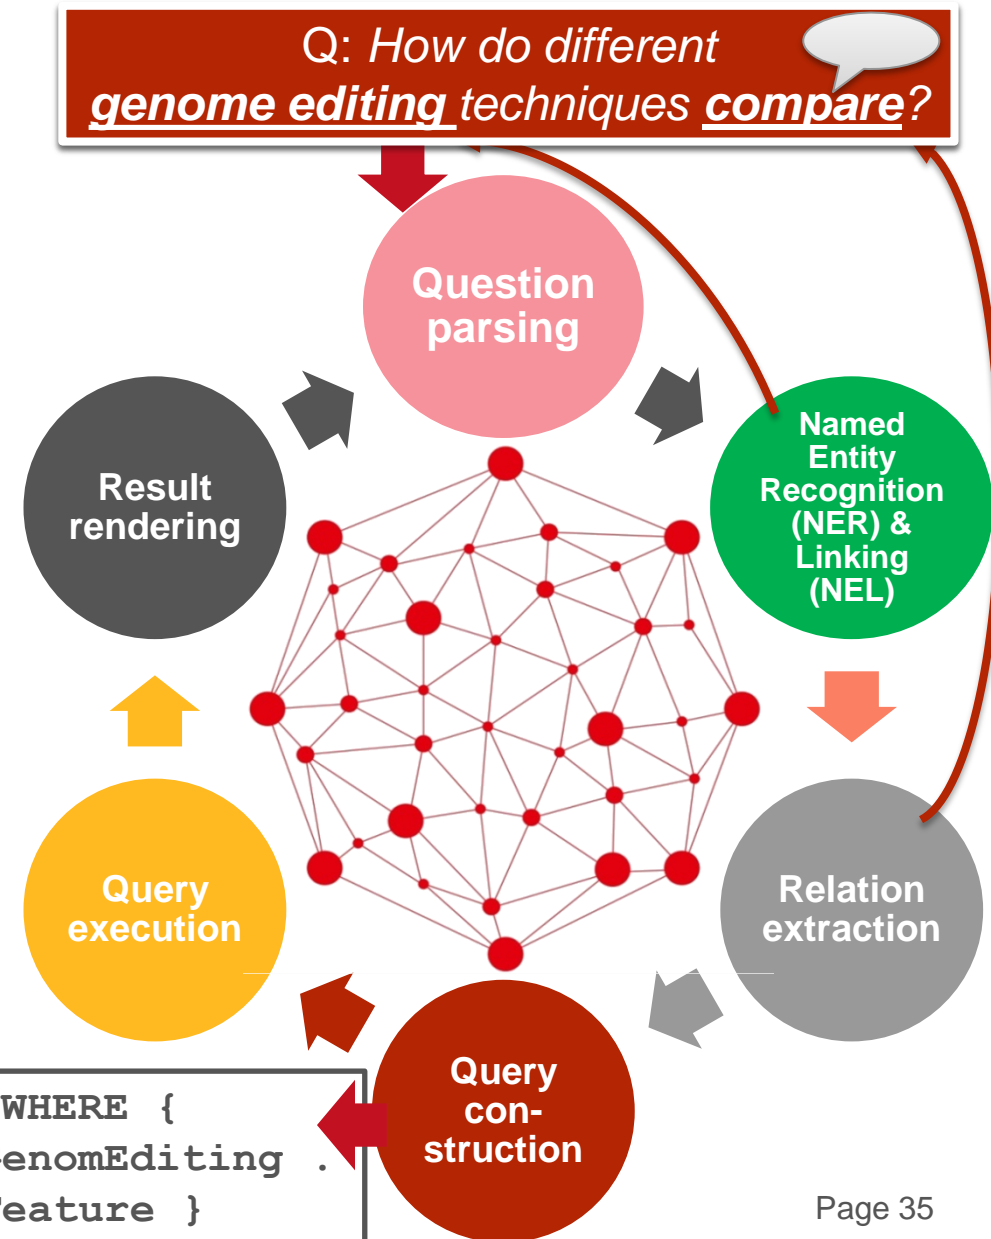 Q: How do different
genome editing techniques compare?
Question
parsing
Named
Entity
Recognition
(NER) &
Linking
(NEL)
Result
rendering
Relation
extraction
Query
execution
Query
con-
struction
WHERE {
enomEditing .
eature }
Page 35